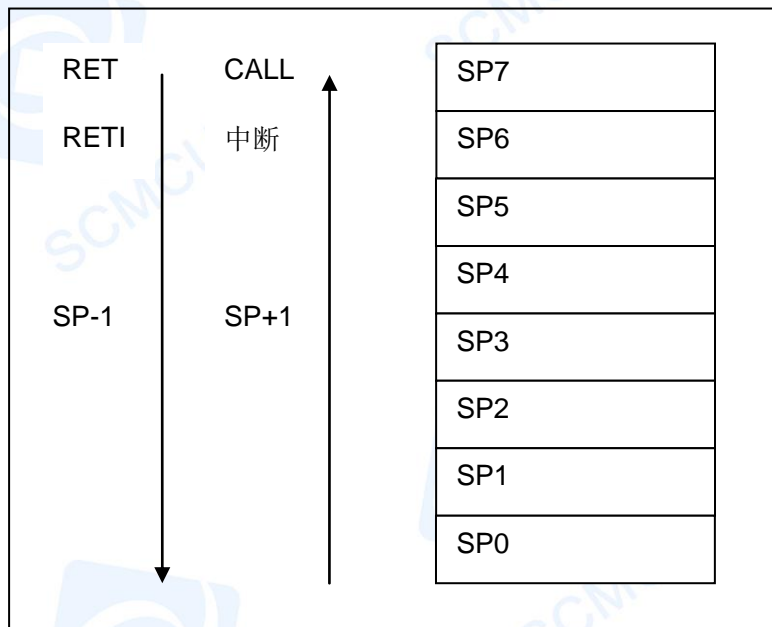 RET CALL SP7
RETI 中断 SP6
SP5
SP4
SP-1 SP+1 SP3
SP2
SP1
SP0